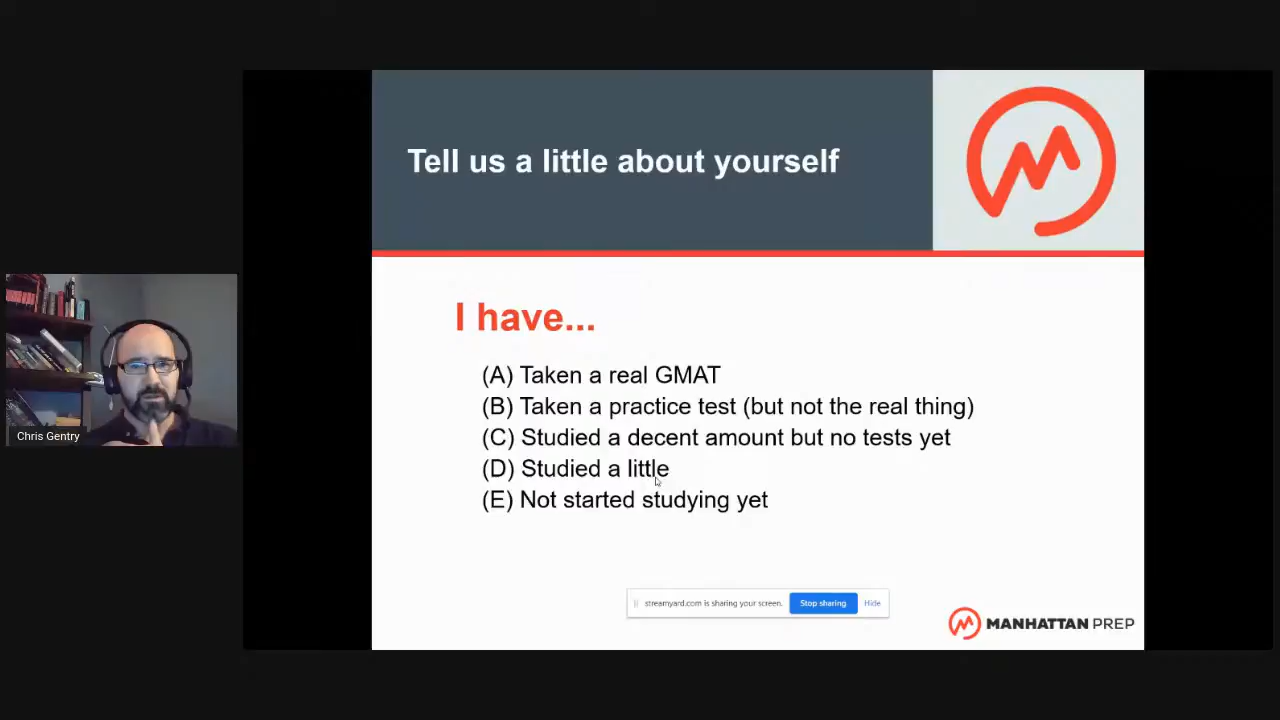 Tell us a little about yourself
I have...
(A) Taken a real GMAT
(B) Taken a practice test (but not the real thing)
(C) Studied a decent amount but no tests yet
(D) Studied a little
(E) Not started studying yet
Chris Gentry
streamyard.com is sharing your screen. Stop sharing Hide
MANHATTAN PREP